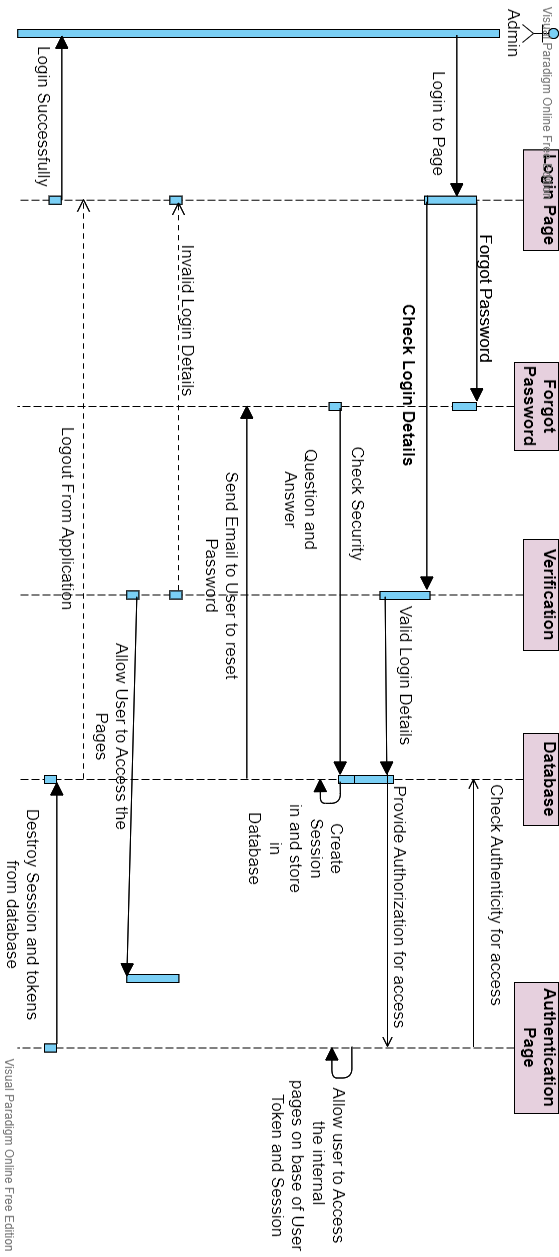 Visual Paradigm Online Free Edition
Admin
Login Page
Forgot
Password
Verification
Database
Authentication
Page
Login to Page
Forgot Password
Check Authenticity for access
Check Login Details
Valid Login Details
Provide Authorization for access
Check Security
Question and
Answer
Create
Session
in and store
in
Database
Allow user to Access
the internal
pages on base of User
Token and Session
Send Email to User to reset
Password
Invalid Login Details
Allow User to Access the
Pages
Logout From Application
Login Successfully
Destroy Session and tokens
from database
Visual Paradigm Online Free Edition